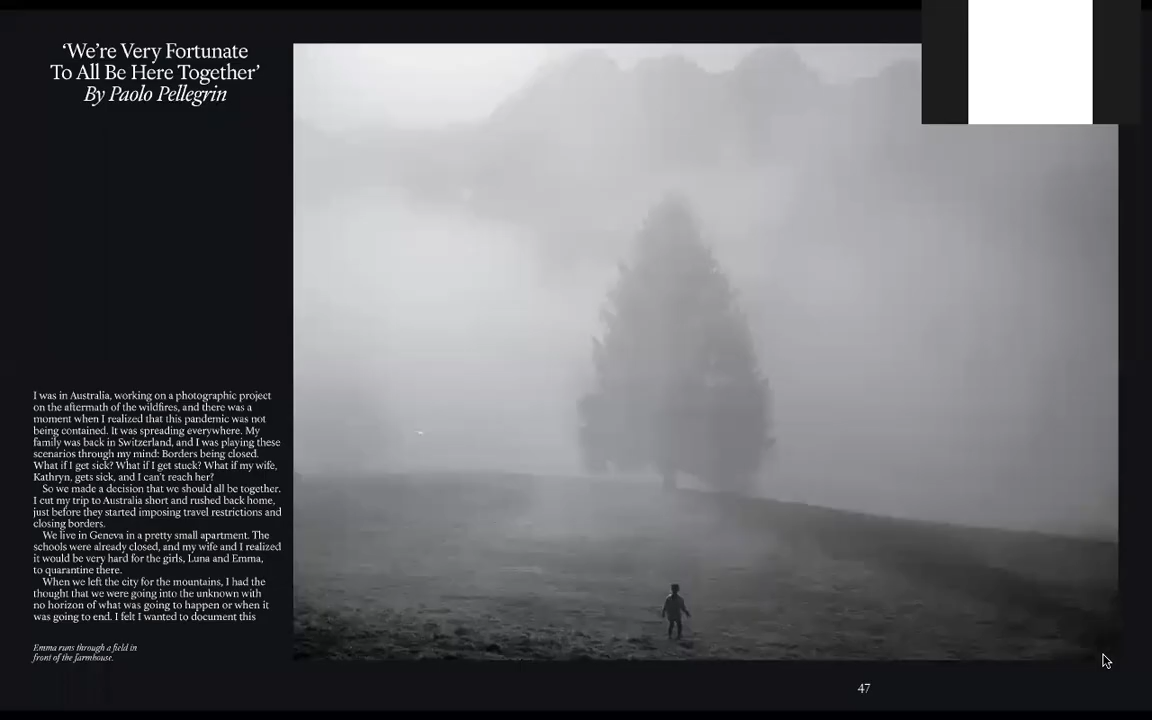 ‘We’re Very Fortunate
To All Be Here Together’
By Paolo Pellegrin
I was in Australia, working on a photographic project
on the aftermath of the wildfires, and there was a
moment when I realized that this pandemic was not
being contained. It was spreading everywhere. My
family was back in Switzerland, and I was playing these
scenarios through my mind: Borders being closed.
What if I get sick? What if I get stuck? What if my wife,
Kathryn, gets sick, and I can’t reach her?
So we made a decision that we should all be together.
I cut my trip to Australia short and rushed back home,
just before they started imposing travel restrictions and
closing borders.
We live in Geneva in a pretty small apartment. The
schools were already closed, and my wife and I realized
it would be very hard for the girls, Luna and Emma,
to quarantine there.
When we left the city for the mountains, I had the
thought that we were going into the unknown with
no horizon of what was going to happen or when it
was going to end. I felt I wanted to document this
Emma runs through a field in
front of the farmhouse.
47